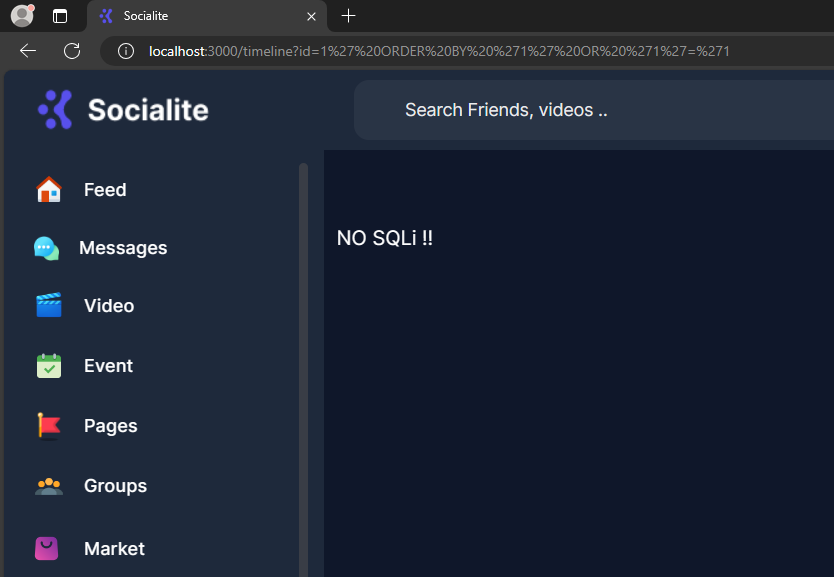 Socialite
localhost:3000/timeline?id=1%27%20ORDER%20BY%20%271%27%20OR%20%271%27=%271
Socialite
Search Friends, videos ..
Feed
NO SQLi !!
Messages
Video
Event
Pages
Groups
Market